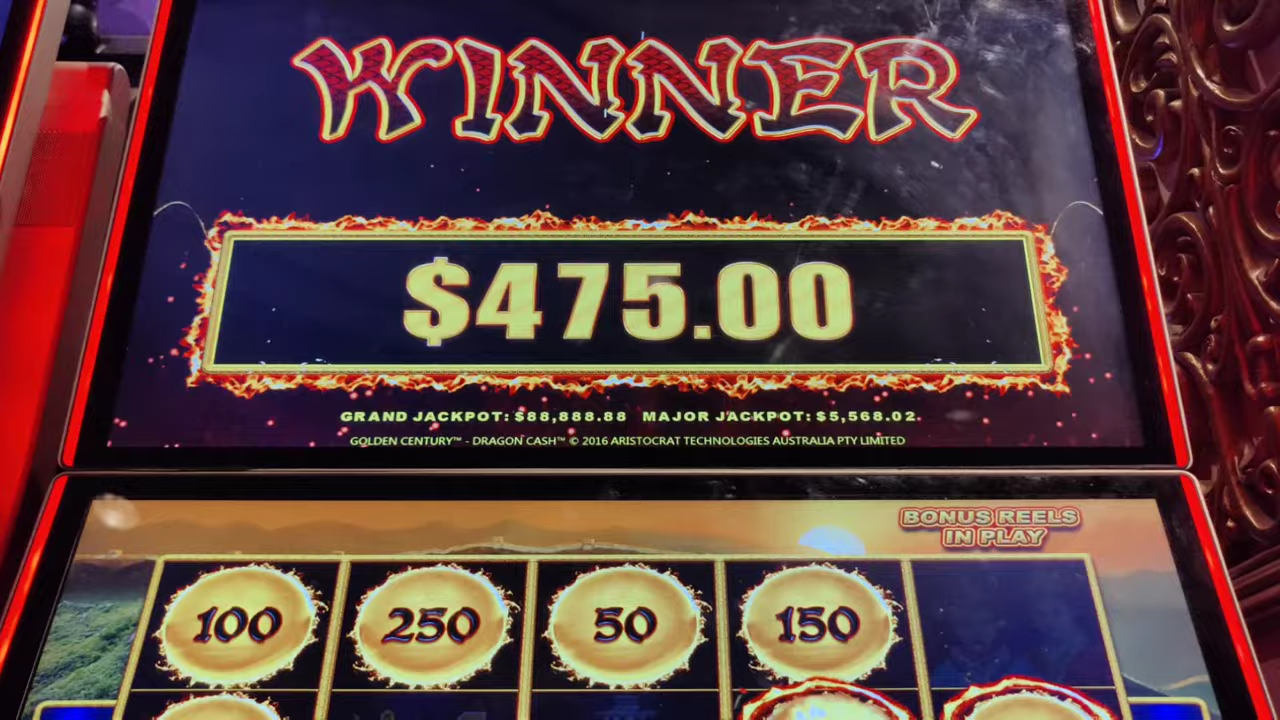 WINNER
$475.00
GRAND JACKPOT: $88,888.88 MAJOR JACKPOT: $5,568.02
GOLDEN CENTURY™ - DRAGON CASH™ © 2016 ARISTOCRAT TECHNOLOGIES AUSTRALIA PTY LIMITED
BONUS REELS
IN PLAY
100 250 50 150